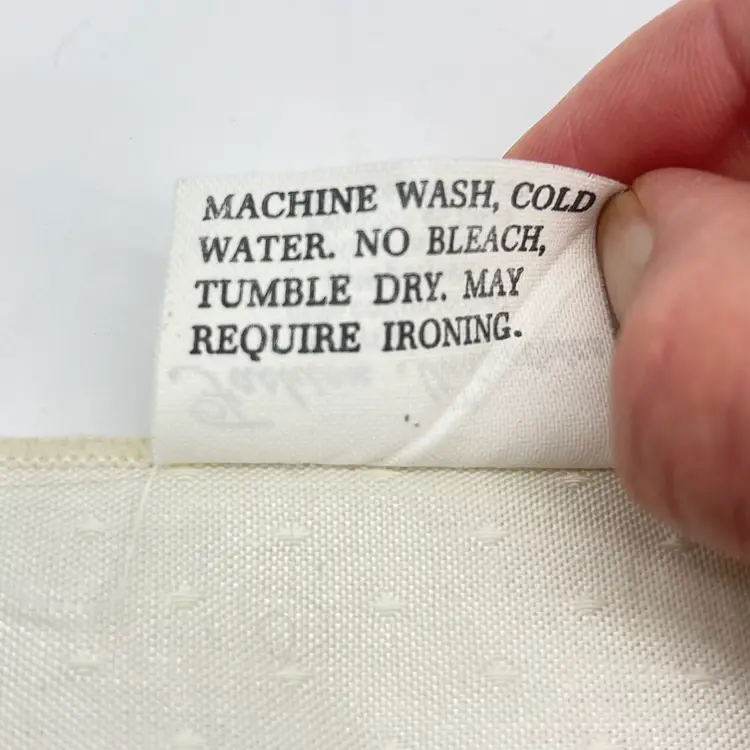 MACHINE WASH, COLD
WATER. NO BLEACH,
TUMBLE DRY. MAY
REQUIRE IRONING.